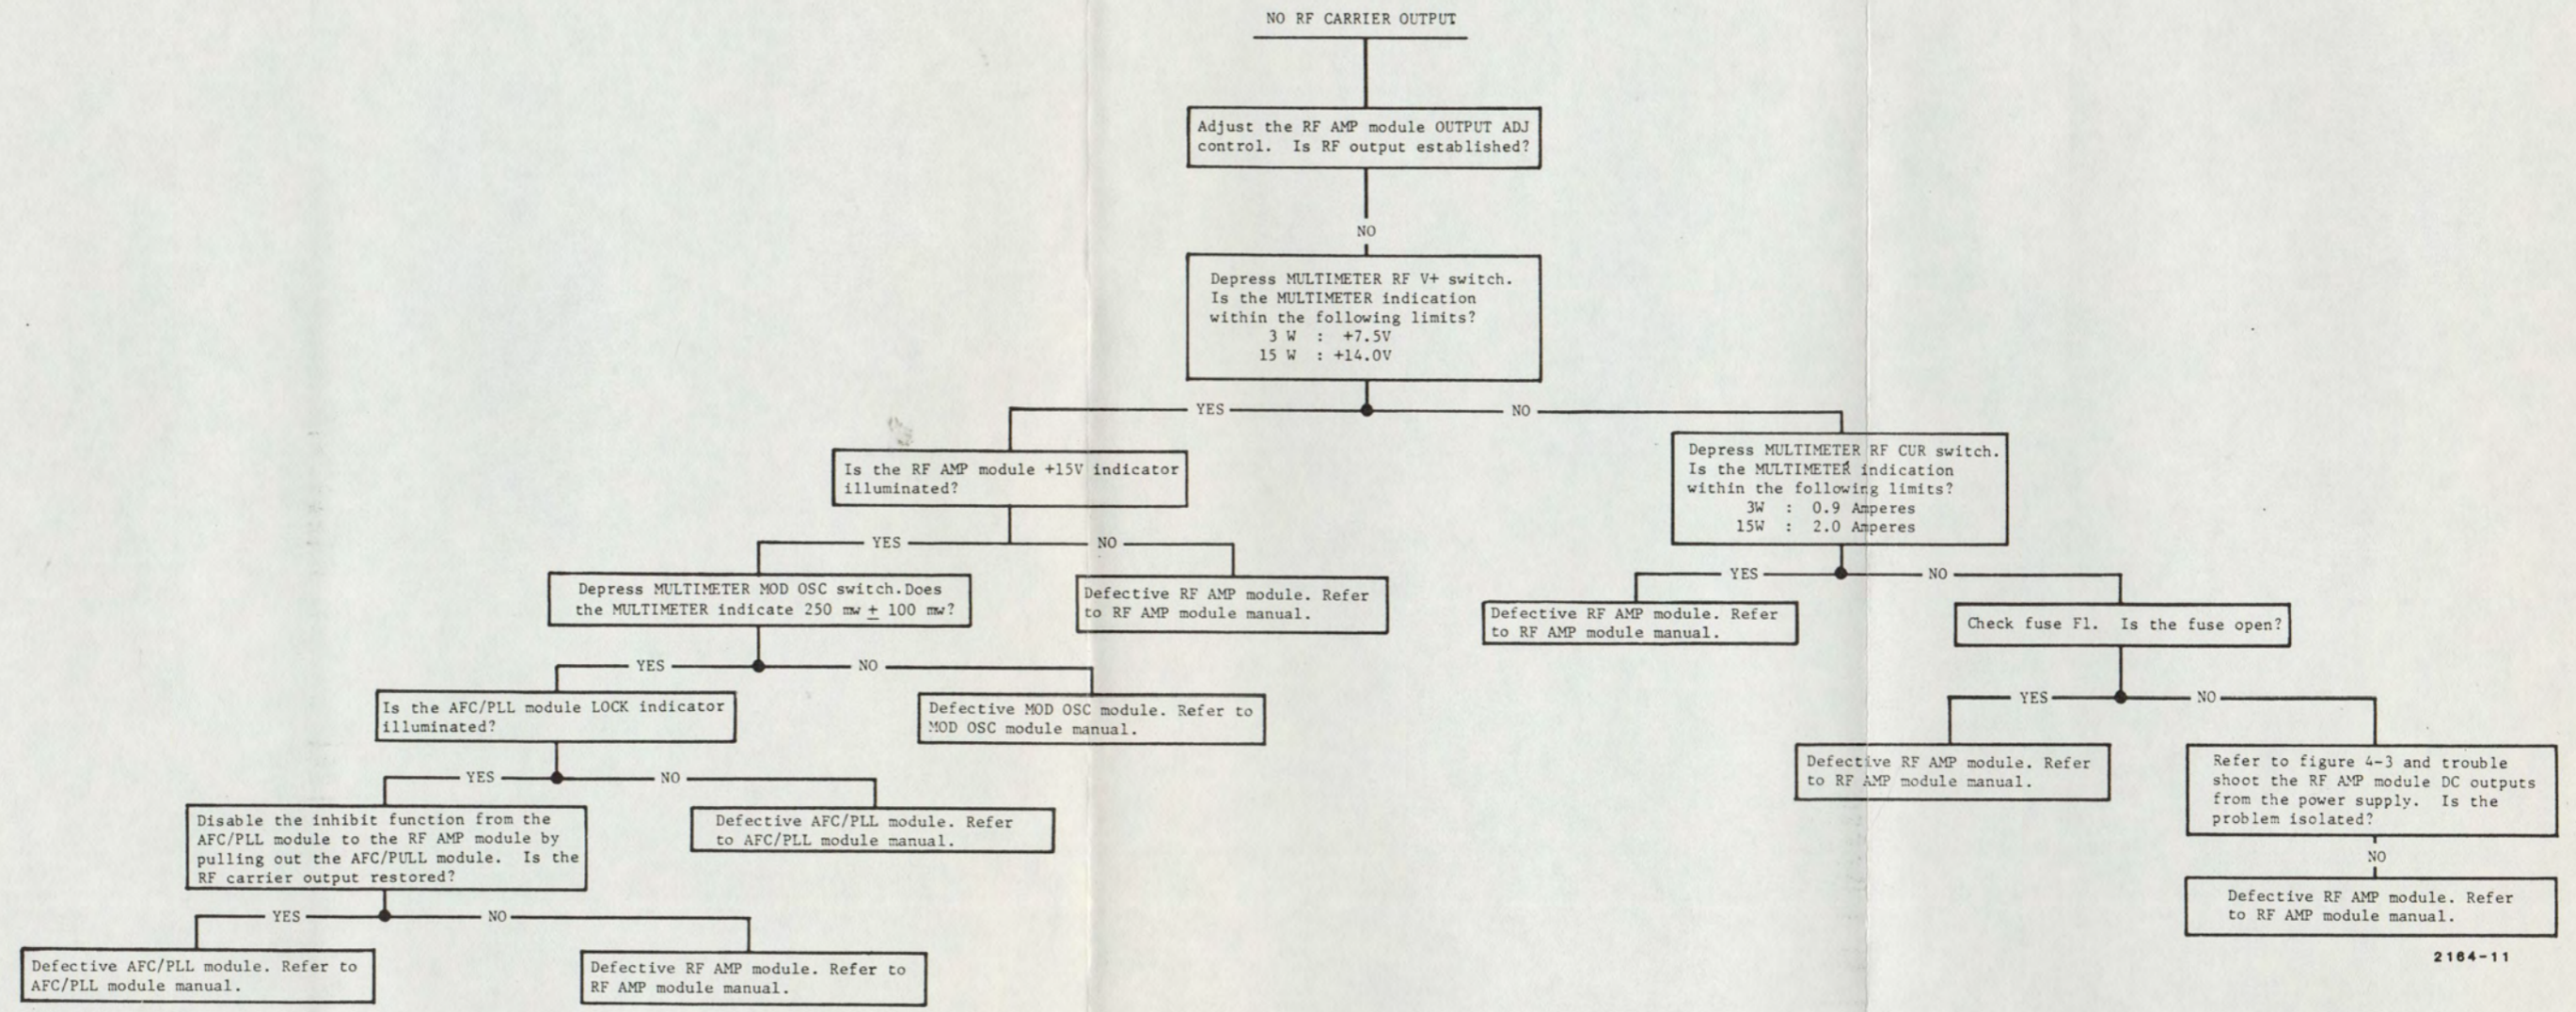 NO RF CARRIER OUTPUT
Adjust the RF AMP module OUTPUT ADJ
control. Is RF output established?
NO
Depress MULTIMETER RF V+ switch.
Is the MULTIMETER indication
within the following limits?
3 W : +7.5V
15 W : +14.0V
YES
NO
Is the RF AMP module +15V indicator
illuminated?
Depress MULTIMETER RF CUR switch.
Is the MULTIMETER indication
within the following limits?
3W : 0.9 Amperes
15W : 2.0 Amperes
YES
NO
YES
NO
Depress MULTIMETER MOD OSC switch.Does
the MULTIMETER indicate 250 mw ± 100 mw?
Defective RF AMP module. Refer
to RF AMP module manual.
Defective RF AMP module. Refer
to RF AMP module manual.
Check fuse F1. Is the fuse open?
YES
NO
YES
NO
Is the AFC/PLL module LOCK indicator
illuminated?
Defective MOD OSC module. Refer to
MOD OSC module manual.
Defective RF AMP module. Refer
to RF AMP module manual.
Refer to figure 4-3 and trouble
shoot the RF AMP module DC outputs
from the power supply. Is the
problem isolated?
YES
NO
NO
Disable the inhibit function from the
AFC/PLL module to the RF AMP module by
pulling out the AFC/PULL module. Is the
RF carrier output restored?
Defective AFC/PLL module. Refer
to AFC/PLL module manual.
Defective RF AMP module. Refer
to RF AMP module manual.
YES
NO
Defective AFC/PLL module. Refer to
AFC/PLL module manual.
Defective RF AMP module. Refer to
RF AMP module manual.
2164-11